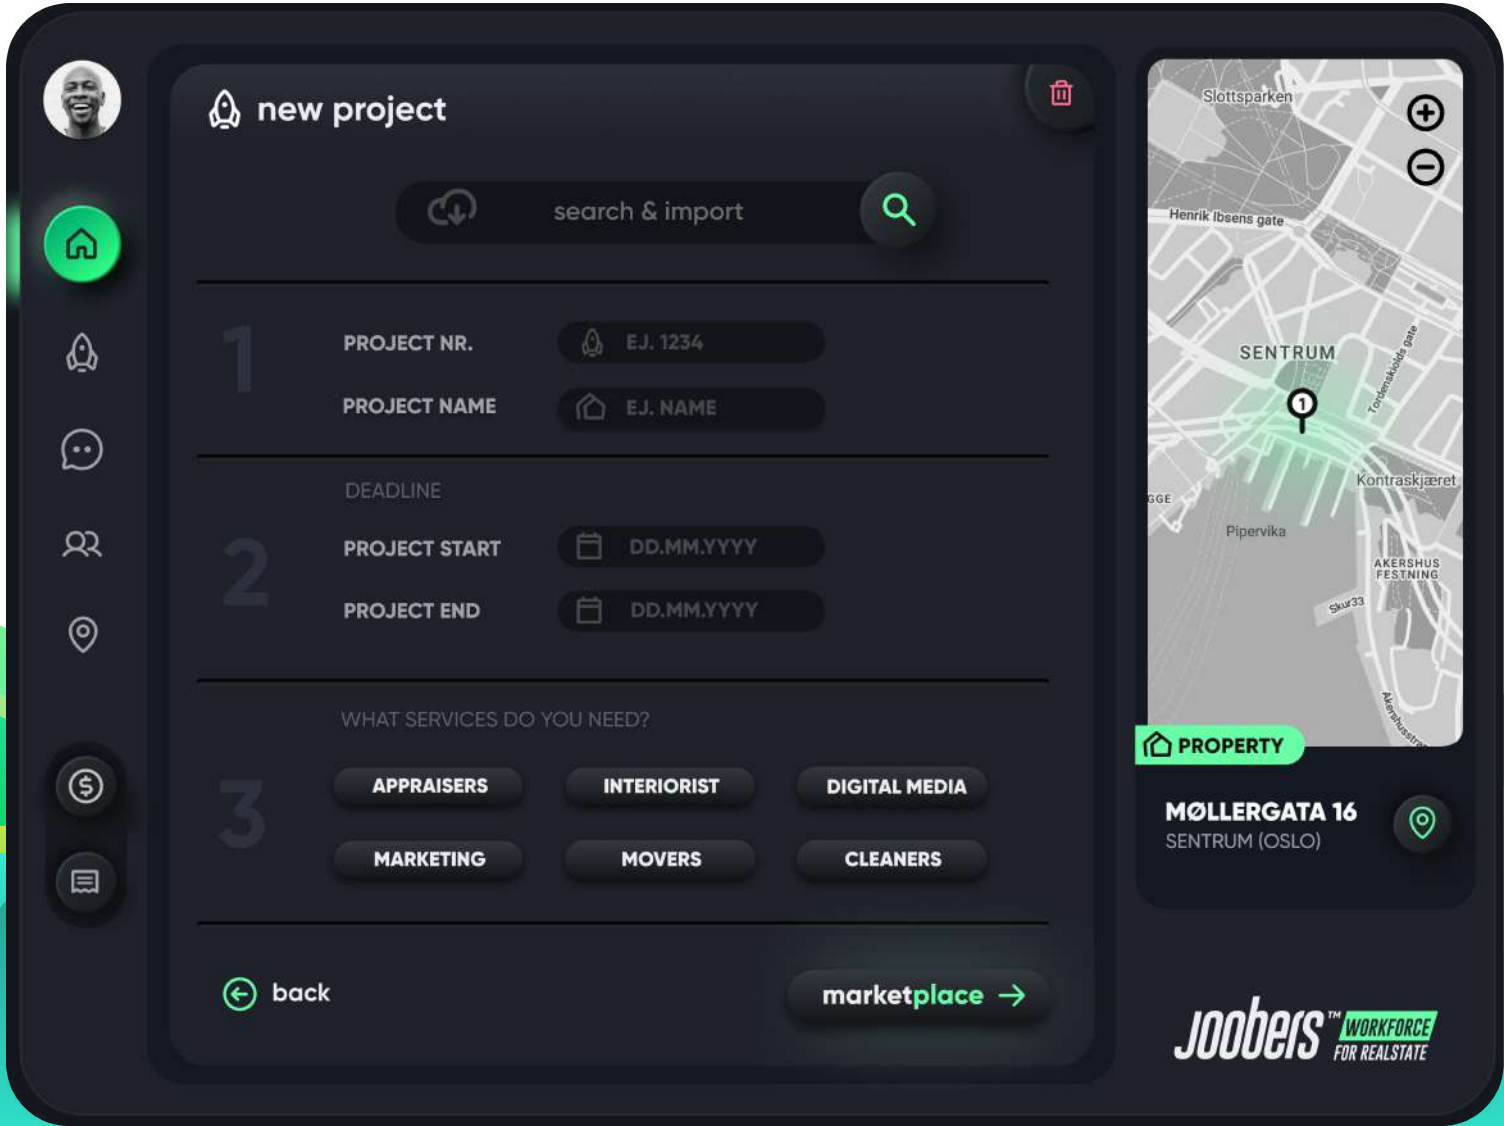 new project
search & import
1
PROJECT NR.
EJ. 1234
PROJECT NAME
EJ. NAME
DEADLINE
2
PROJECT START
DD.MM.YYYY
PROJECT END
DD.MM.YYYY
WHAT SERVICES DO YOU NEED?
3
APPRAISERS
INTERIORIST
DIGITAL MEDIA
MARKETING
MOVERS
CLEANERS
back
marketplace
Slottsparken
Henrik Ibsens gate
SENTRUM
Tordenskiolds gate
1
Kontraskjæret
GGE
Pipervika
AKERSHUS
FESTNING
Skur33
Akershusstra
PROPERTY
MØLLERGATA 16
SENTRUM (OSLO)
JOOBERS™
WORKFORCE
FOR REALSTATE